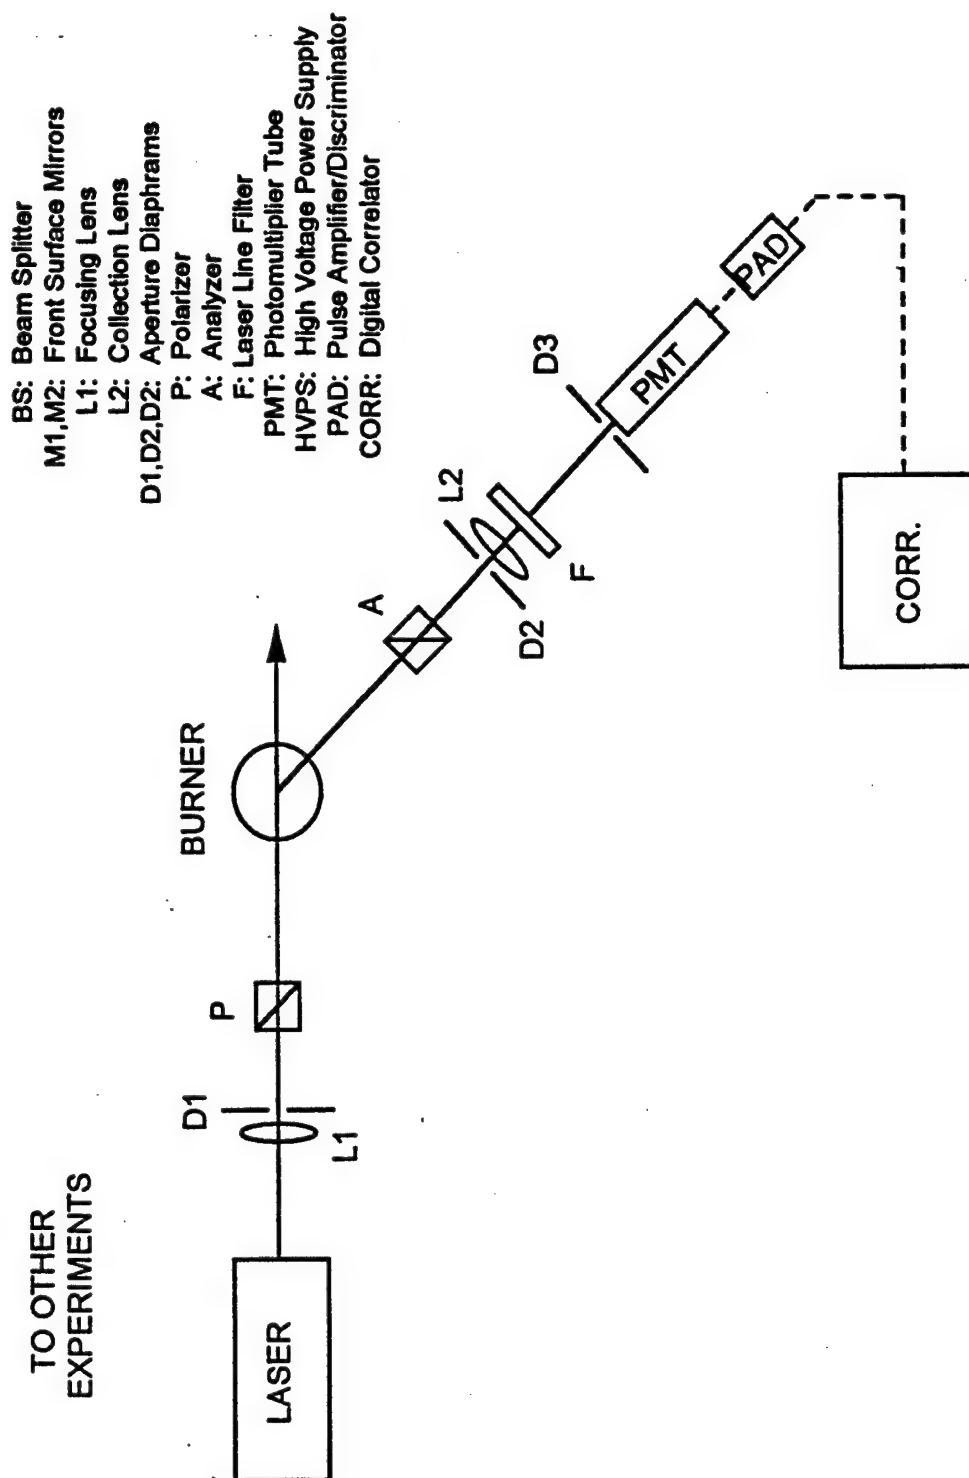 TO OTHER
EXPERIMENTS
BS: Beam Splitter
M1,M2: Front Surface Mirrors
L1: Focusing Lens
L2: Collection Lens
D1,D2,D2: Aperture Diaphrams
P: Polarizer
A: Analyzer
F: Laser Line Filter
PMT: Photomultiplier Tube
HVPS: High Voltage Power Supply
PAD: Pulse Amplifier/Discriminator
CORR: Digital Correlator
LASER
D1
L1
P
BURNER
A
D2
L2
F
D3
PMT
PAD
CORR.